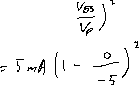 V_GS / V_P )^2
= 5 mA ( 1 - 0 / -5 )^2